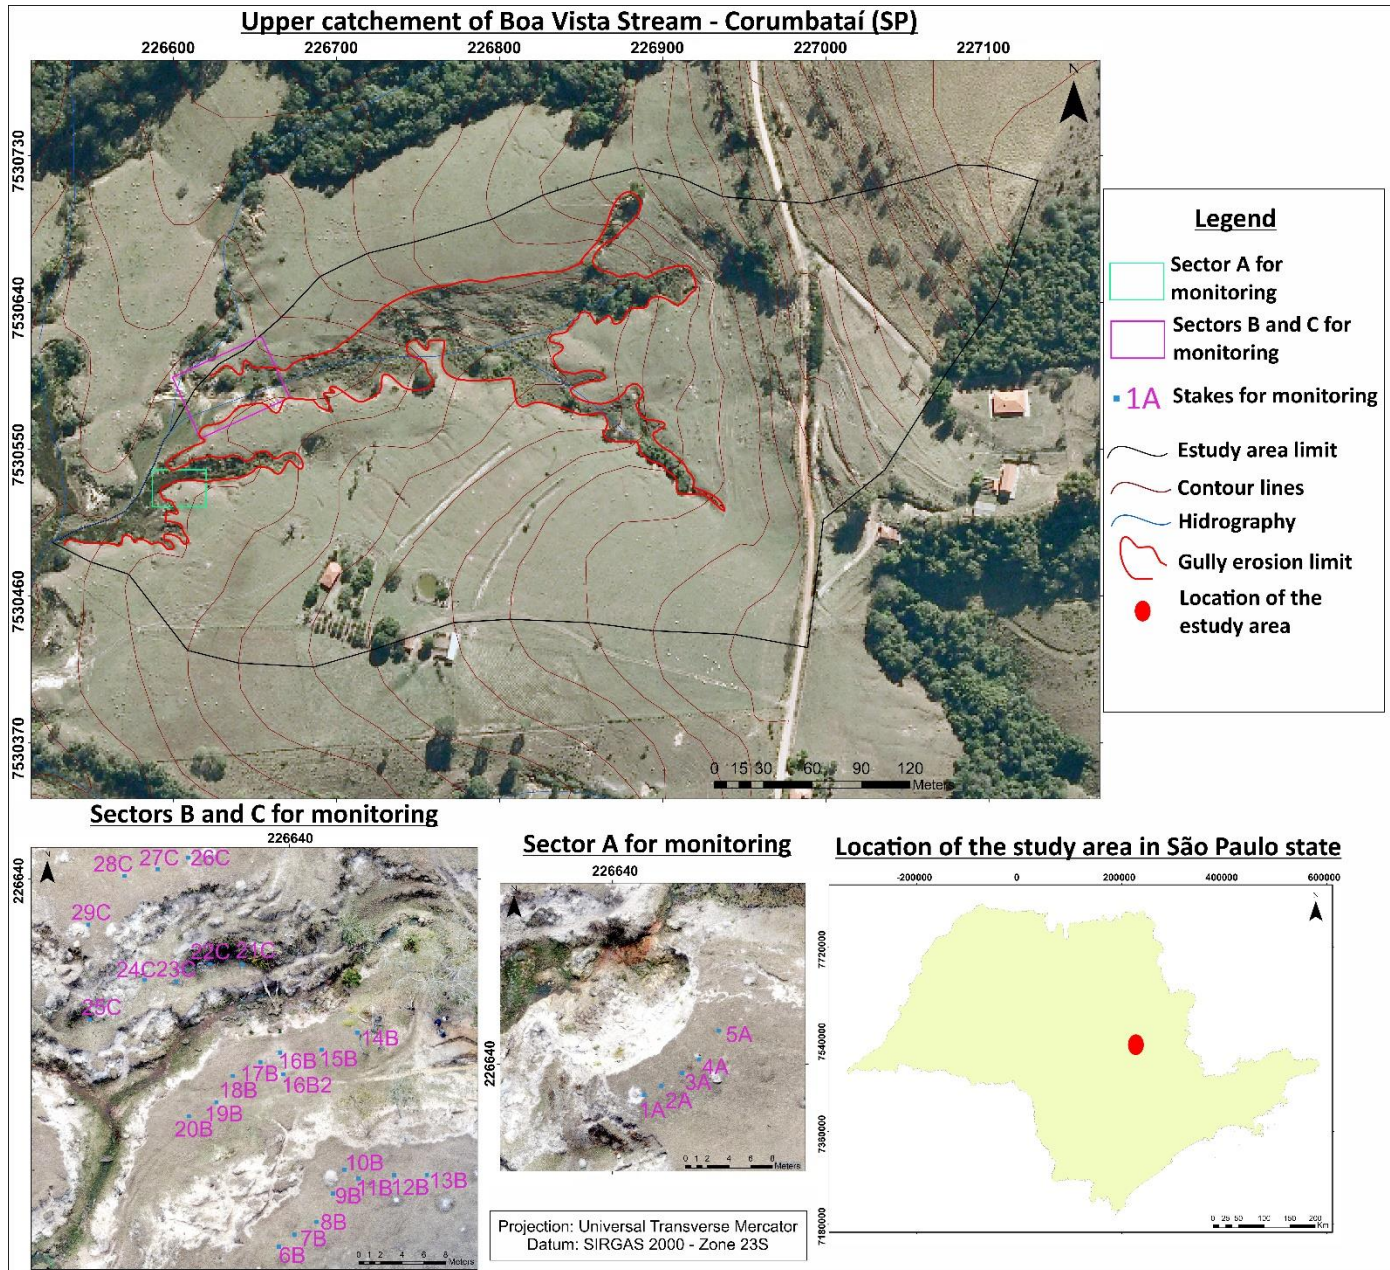 Upper catchement of Boa Vista Stream - Corumbataí (SP)
226600 226700 226800 226900 227000 227100
7530730
7530640
7530550
7530460
7530370
N
0 15 30 60 90 120
Meters
Legend
Sector A for
monitoring
Sectors B and C for
monitoring
1A Stakes for monitoring
Estudy area limit
Contour lines
Hidrography
Gully erosion limit
Location of the
estudy area
Sectors B and C for monitoring
226640
226640
N
28C 27C 26C
29C
22C 21C
24C 23C
25C
14B
15B
16B
17B
16B2
18B
19B
20B
10B
11B 12B 13B
9B
8B
7B
6B
0 1 2 4 6 8
Meters
Sector A for monitoring
226640
226640
N
5A
4A
3A
2A
1A
0 1 2 4 6 8
Meters
Projection: Universal Transverse Mercator
Datum: SIRGAS 2000 - Zone 23S
Location of the study area in São Paulo state
-200000 0 200000 400000 600000
7720000
7540000
7360000
7180000
N
0 25 50 100 150 200
Km